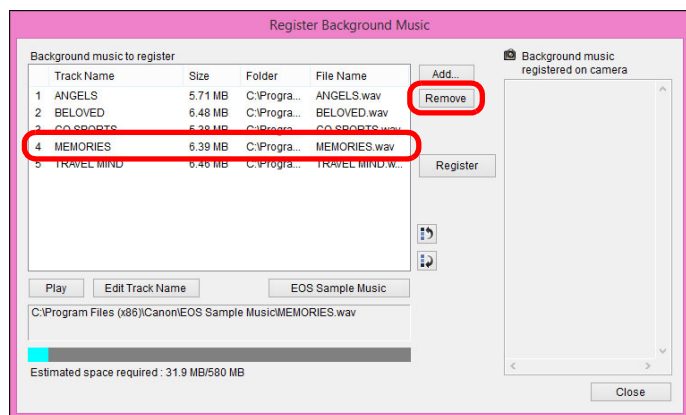 Register Background Music
Background music to register
Track Name Size Folder File Name
1 ANGELS 5.71 MB C:\Progra... ANGELS.wav
2 BELOVED 6.48 MB C:\Progra... BELOVED.wav
3 GO SPORTS 5.38 MB C:\Progra... GO SPORTS.wav
4 MEMORIES 6.39 MB C:\Progra... MEMORIES.wav
5 TRAVEL MIND 6.46 MB C:\Progra... TRAVEL MIND.w...
Add...
Remove
Register
Play Edit Track Name EOS Sample Music
C:\Program Files (x86)\Canon\EOS Sample Music\MEMORIES.wav
Estimated space required : 31.9 MB/580 MB
Background music
registered on camera
Close